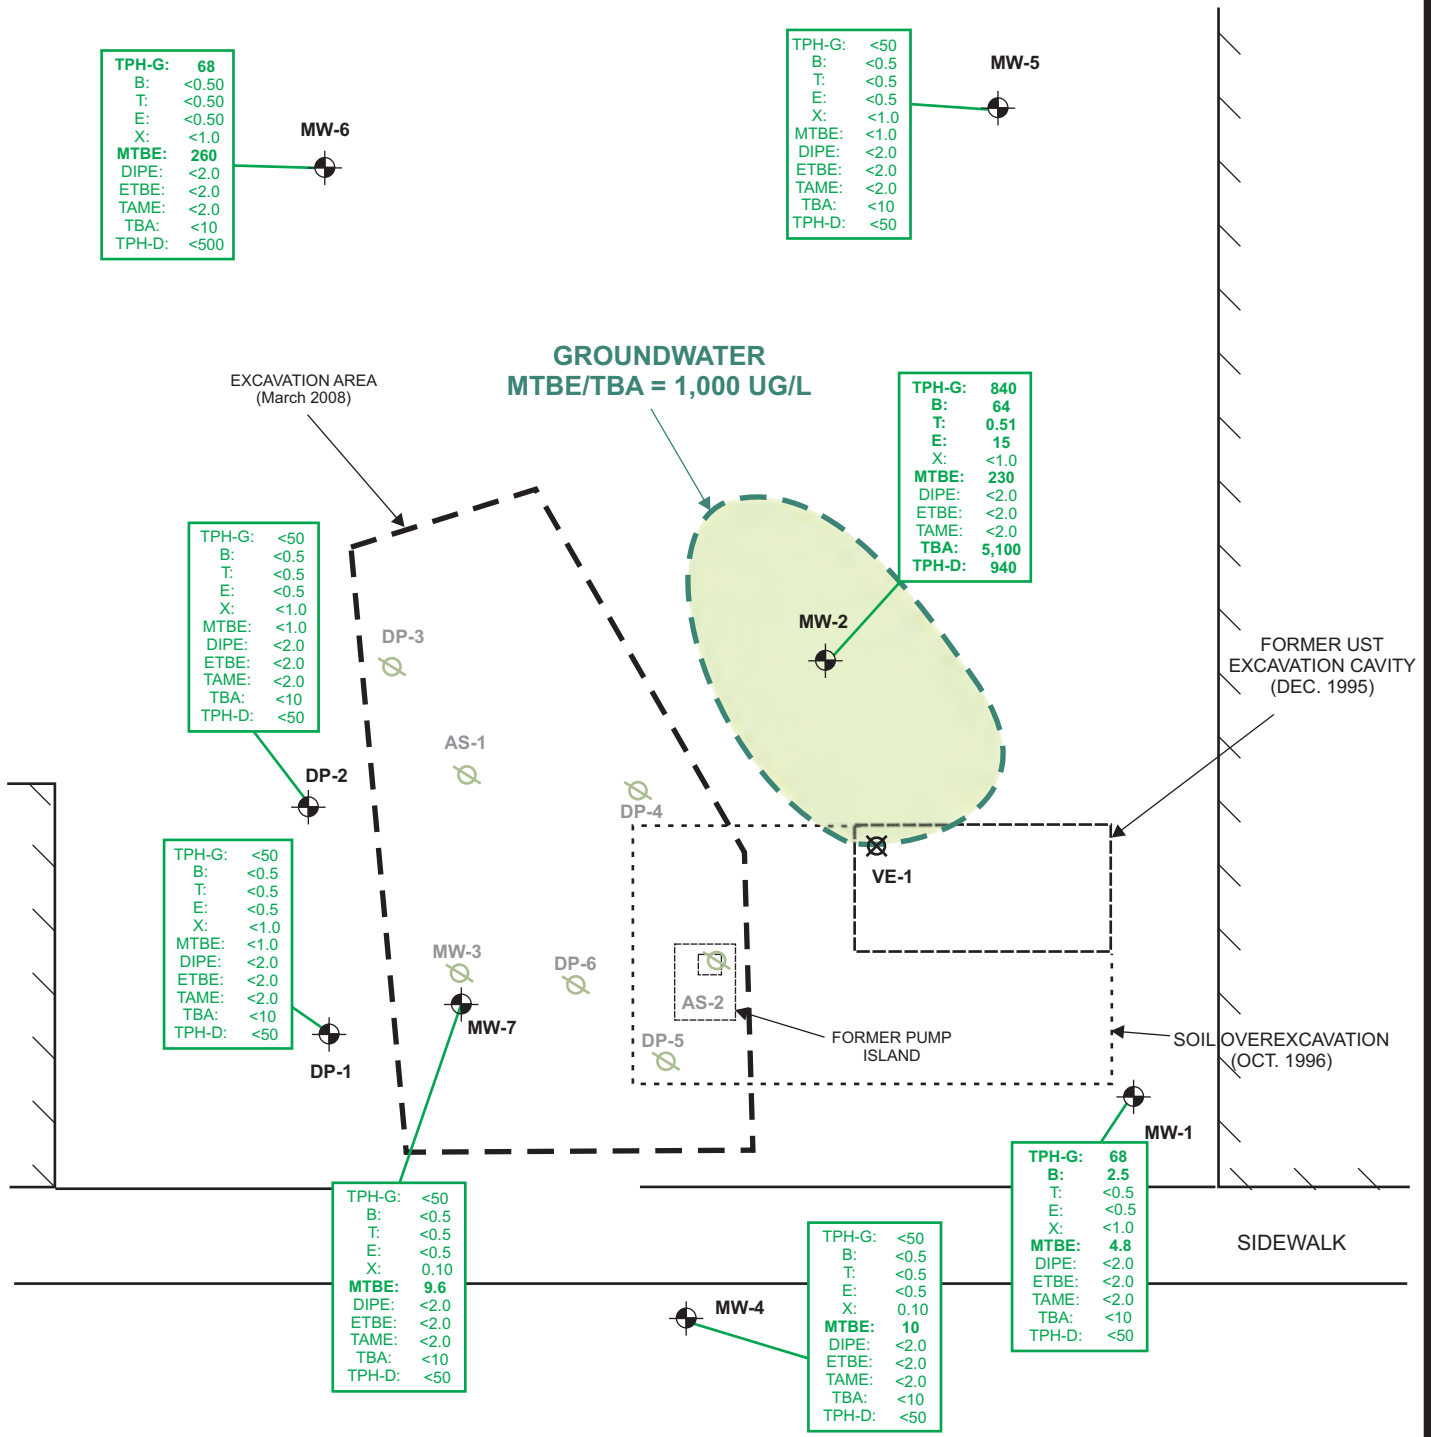 TPH-G: 68
B: <0.50
T: <0.50
E: <0.50
X: <1.0
MTBE: 260
DIPE: <2.0
ETBE: <2.0
TAME: <2.0
TBA: <10
TPH-D: <500
MW-6
TPH-G: <50
B: <0.5
T: <0.5
E: <0.5
X: <1.0
MTBE: <1.0
DIPE: <2.0
ETBE: <2.0
TAME: <2.0
TBA: <10
TPH-D: <50
MW-5
GROUNDWATER
MTBE/TBA = 1,000 UG/L
EXCAVATION AREA
(March 2008)
TPH-G: 840
B: 64
T: 0.51
E: 15
X: <1.0
MTBE: 230
DIPE: <2.0
ETBE: <2.0
TAME: <2.0
TBA: 5,100
TPH-D: 940
MW-2
TPH-G: <50
B: <0.5
T: <0.5
E: <0.5
X: <1.0
MTBE: <1.0
DIPE: <2.0
ETBE: <2.0
TAME: <2.0
TBA: <10
TPH-D: <50
DP-3
FORMER UST
EXCAVATION CAVITY
(DEC. 1995)
AS-1
DP-2
DP-4
VE-1
TPH-G: <50
B: <0.5
T: <0.5
E: <0.5
X: <1.0
MTBE: <1.0
DIPE: <2.0
ETBE: <2.0
TAME: <2.0
TBA: <10
TPH-D: <50
MW-3
DP-6
AS-2
MW-7
DP-5
FORMER PUMP
ISLAND
SOIL OVEREXCAVATION
(OCT. 1996)
DP-1
MW-1
TPH-G: 68
B: 2.5
T: <0.5
E: <0.5
X: <1.0
MTBE: 4.8
DIPE: <2.0
ETBE: <2.0
TAME: <2.0
TBA: <10
TPH-D: <50
SIDEWALK
TPH-G: <50
B: <0.5
T: <0.5
E: <0.5
X: 0.10
MTBE: 9.6
DIPE: <2.0
ETBE: <2.0
TAME: <2.0
TBA: <10
TPH-D: <50
MW-4
TPH-G: <50
B: <0.5
T: <0.5
E: <0.5
X: 0.10
MTBE: 10
DIPE: <2.0
ETBE: <2.0
TAME: <2.0
TBA: <10
TPH-D: <50